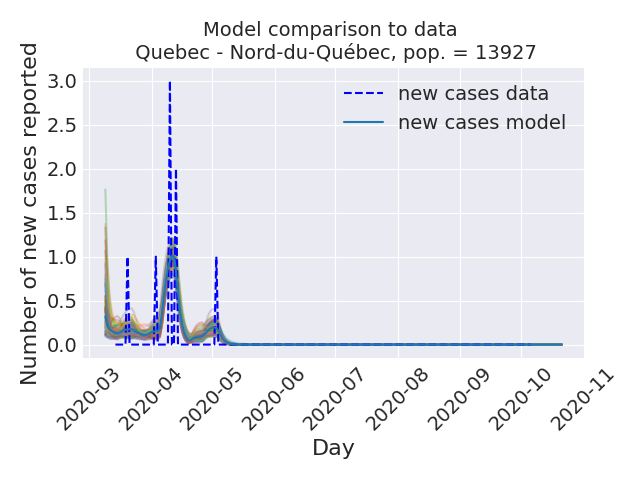 Model comparison to data
Quebec - Nord-du-Québec, pop. = 13927
Number of new cases reported
3.0
2.5
2.0
1.5
1.0
0.5
0.0
new cases data
new cases model
2020-03
2020-04
2020-05
2020-06
2020-07
2020-08
2020-09
2020-10
2020-11
Day